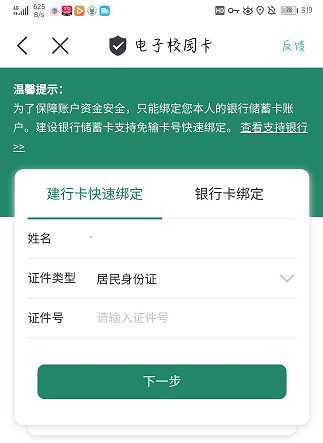 625
B/s
HD
28
3:19
电子校园卡
反馈
温馨提示：
为了保障账户资金安全，只能绑定您本人的银行储蓄卡账
户。建设银行储蓄卡支持免输卡号快速绑定。 查看支持银行
>>
建行卡快速绑定
银行卡绑定
姓名
证件类型 居民身份证
证件号 请输入证件号
下一步